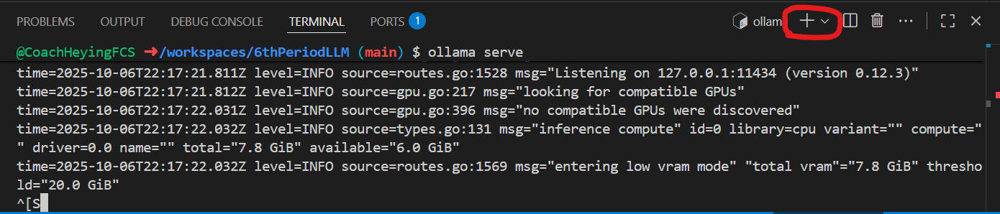 PROBLEMS OUTPUT DEBUG CONSOLE TERMINAL PORTS 1 ollam
@CoachHeyingFCS ➜/workspaces/6thPeriodLLM (main) $ ollama serve
time=2025-10-06T22:17:21.811Z level=INFO source=routes.go:1528 msg="Listening on 127.0.0.1:11434 (version 0.12.3)"
time=2025-10-06T22:17:21.812Z level=INFO source=gpu.go:217 msg="looking for compatible GPUs"
time=2025-10-06T22:17:22.031Z level=INFO source=gpu.go:396 msg="no compatible GPUs were discovered"
time=2025-10-06T22:17:22.032Z level=INFO source=types.go:131 msg="inference compute" id=0 library=cpu variant="" compute="
" driver=0.0 name="" total="7.8 GiB" available="6.0 GiB"
time=2025-10-06T22:17:22.032Z level=INFO source=routes.go:1569 msg="entering low vram mode" "total vram"="7.8 GiB" thresho
ld="20.0 GiB"
^[S